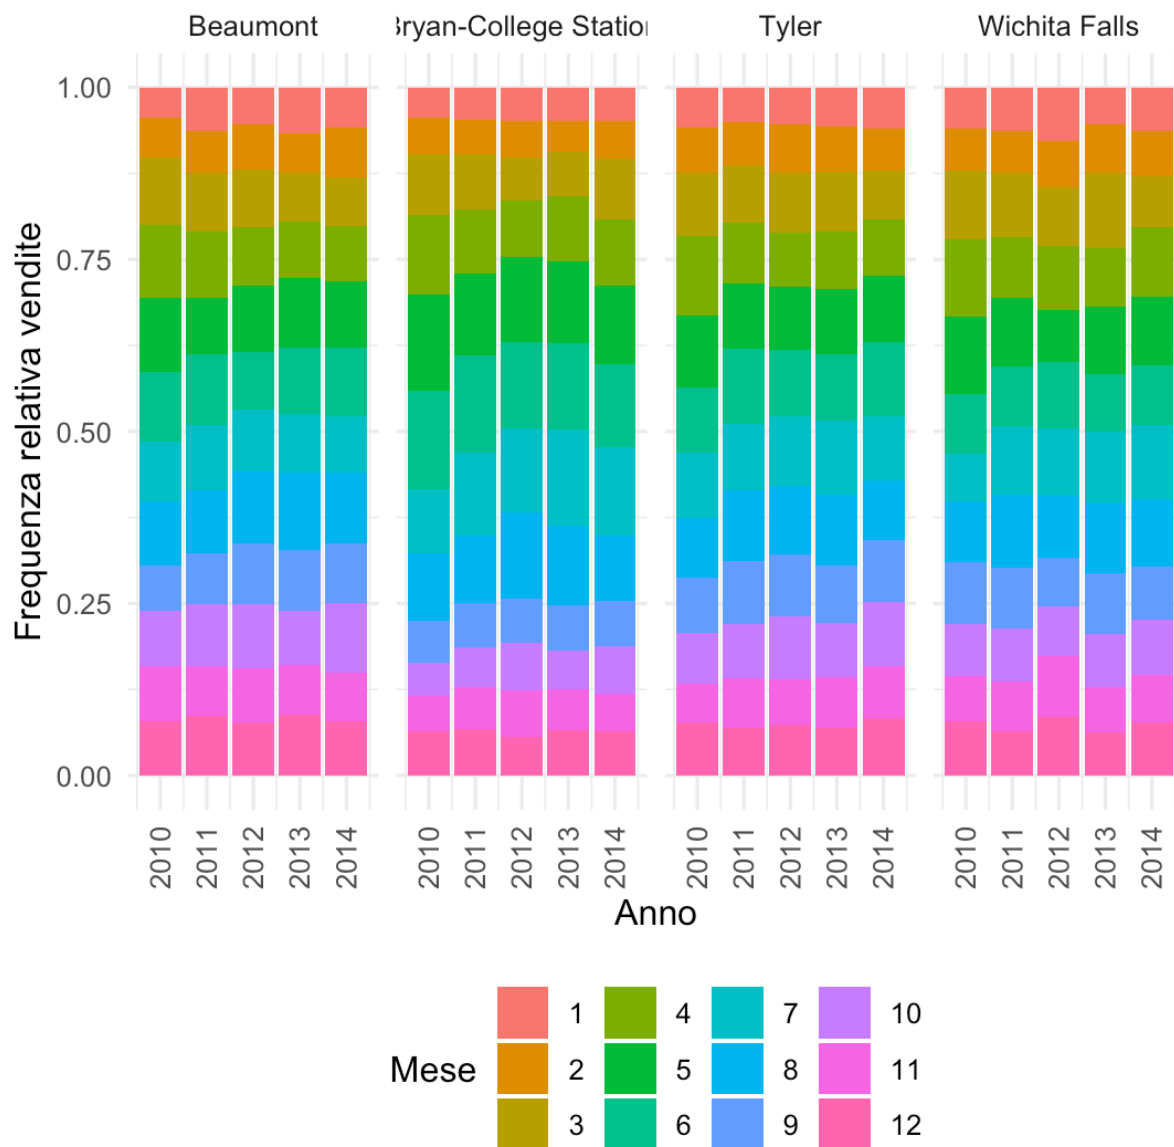 Beaumont
Bryan-College Station
Tyler
Wichita Falls
Frequenza relativa vendite
1.00
0.75
0.50
0.25
0.00
2010 2011 2012 2013 2014 2010 2011 2012 2013 2014 2010 2011 2012 2013 2014 2010 2011 2012 2013 2014
Anno
Mese
1 4 7 10
2 5 8 11
3 6 9 12